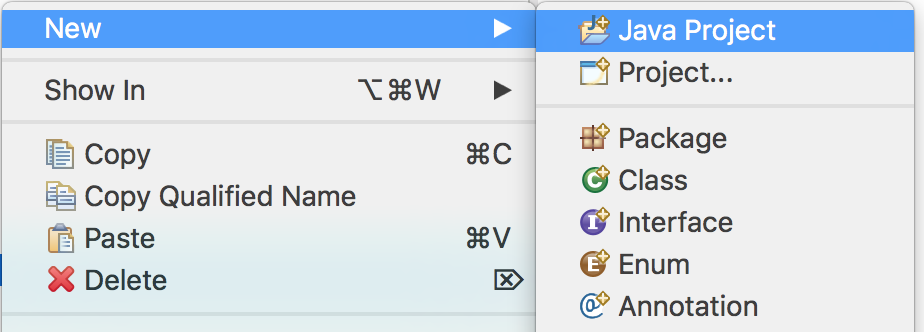 New
Show In ⌥⌘W
Copy ⌘C
Copy Qualified Name
Paste ⌘V
Delete ⌦
Java Project
Project...
Package
Class
Interface
Enum
Annotation